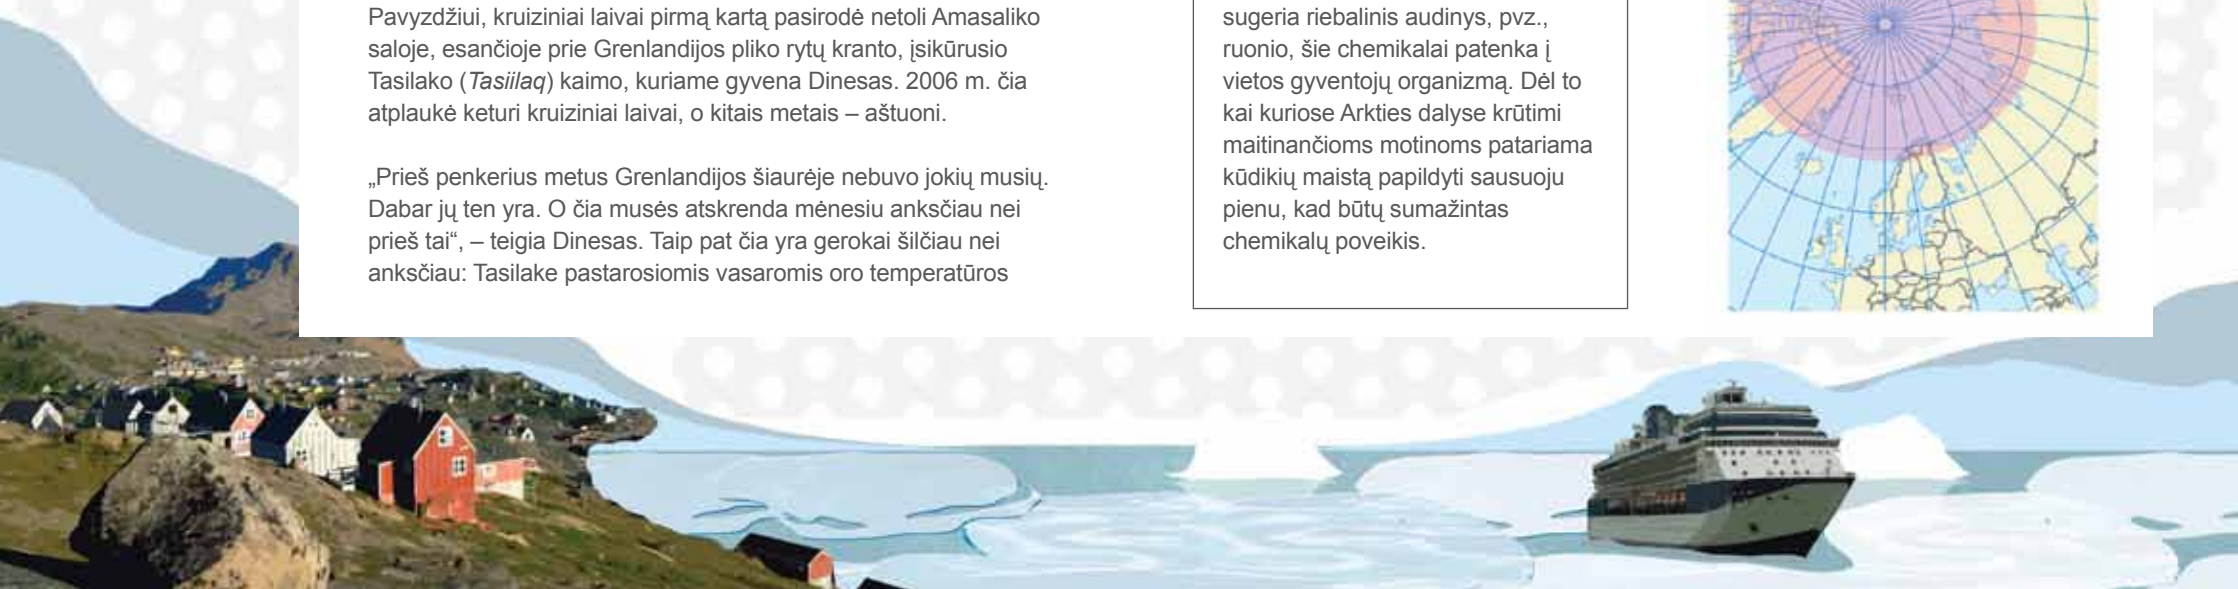 Pavyzdžiui, kruiziniai laivai pirmą kartą pasirodė netoli Amasaliko
saloje, esančioje prie Grenlandijos pliko rytų kranto, įsikūrusio
Tasilako (Tasiilaq) kaimo, kuriame gyvena Dinesas. 2006 m. čia
atplaukė keturi kruiziniai laivai, o kitais metais – aštuoni.
„Prieš penkerius metus Grenlandijos šiaurėje nebuvo jokių musių.
Dabar jų ten yra. O čia musės atskrenda mėnesiu anksčiau nei
prieš tai“, – teigia Dinesas. Taip pat čia yra gerokai šilčiau nei
anksčiau: Tasilake pastarosiomis vasaromis oro temperatūros
sugeria riebalinis audinys, pvz.,
ruonio, šie chemikalai patenka į
vietos gyventojų organizmą. Dėl to
kai kuriose Arkties dalyse krūtimi
maitinančioms motinoms patariama
kūdikių maistą papildyti sausuoju
pienu, kad būtų sumažintas
chemikalų poveikis.